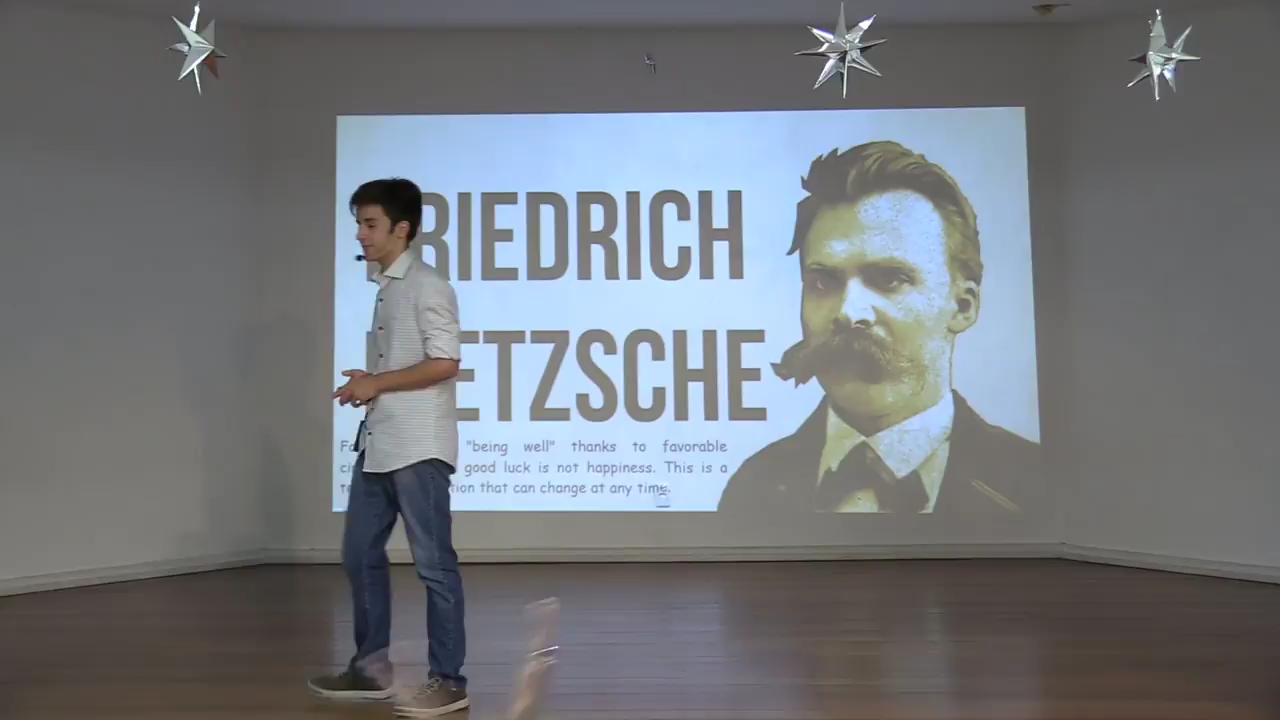 RIEDRICH
ETZSCHE
"being well" thanks to favorable
good luck is not happiness. This is a
that can change at any time.